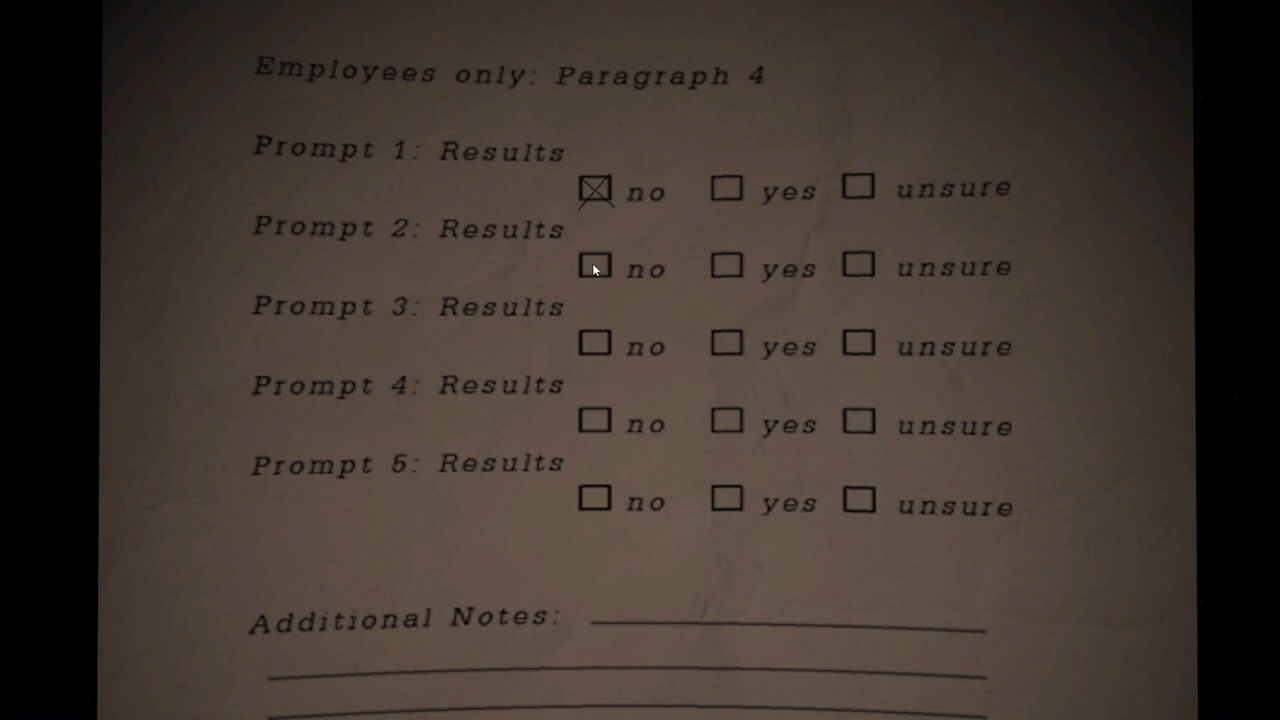 Employees only: Paragraph 4
Prompt 1: Results
no yes unsure
Prompt 2: Results
no yes unsure
Prompt 3: Results
no yes unsure
Prompt 4: Results
no yes unsure
Prompt 5: Results
no yes unsure
Additional Notes: